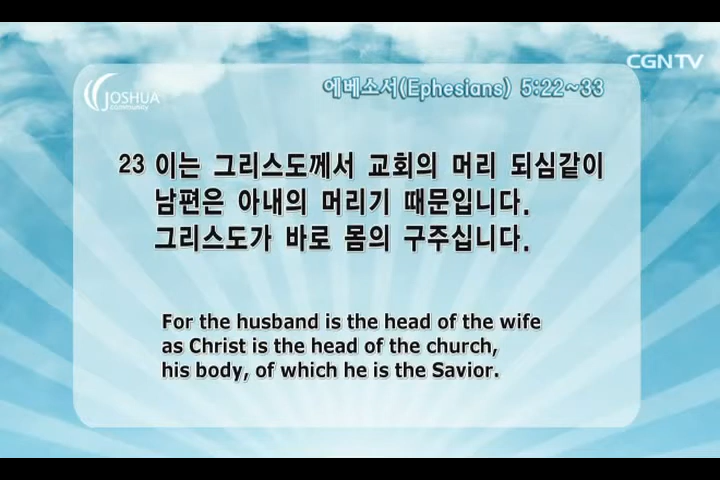 CGNTV
JOSHUA
community
에베소서(Ephesians) 5:22~33
23 이는 그리스도께서 교회의 머리 되심같이
남편은 아내의 머리기 때문입니다.
그리스도가 바로 몸의 구주십니다.
For the husband is the head of the wife
as Christ is the head of the church,
his body, of which he is the Savior.